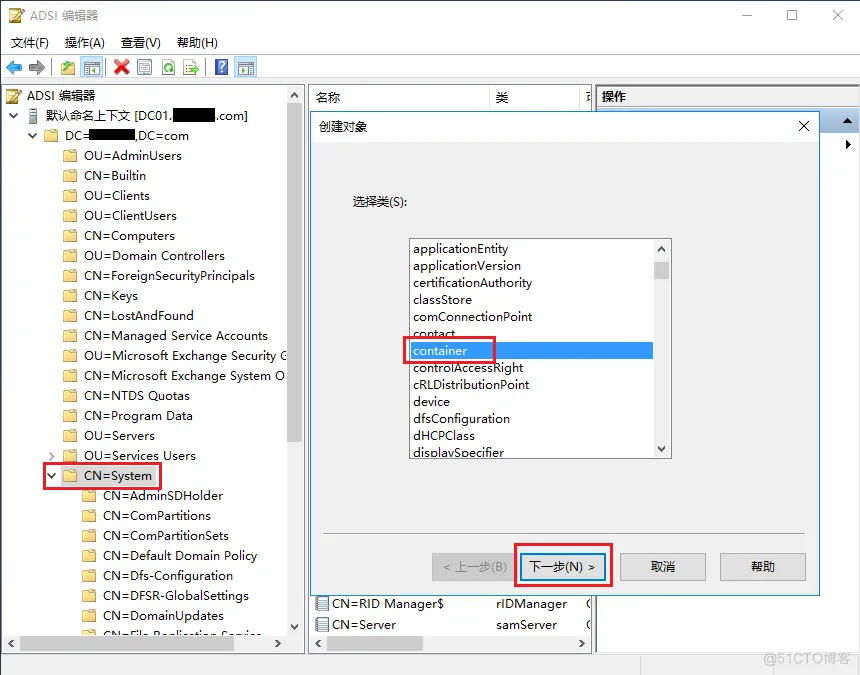 ADSI 编辑器
文件(F) 操作(A) 查看(V) 帮助(H)
ADSI 编辑器
默认命名上下文 [DC01. .com]
DC= ,DC=com
OU=AdminUsers
CN=Builtin
OU=Clients
OU=ClientUsers
CN=Computers
OU=Domain Controllers
CN=ForeignSecurityPrincipals
CN=Keys
CN=LostAndFound
CN=Managed Service Accounts
OU=Microsoft Exchange Security G
CN=Microsoft Exchange System O
CN=NTDS Quotas
CN=Program Data
OU=Servers
OU=Services Users
CN=System
CN=AdminSDHolder
CN=ComPartitions
CN=ComPartitionSets
CN=Default Domain Policy
CN=Dfs-Configuration
CN=DFSR-GlobalSettings
CN=DomainUpdates
CN=File Replication Service
名称 类
操作
创建对象
选择类(S):
applicationEntity
applicationVersion
certificationAuthority
classStore
comConnectionPoint
contact
container
controlAccessRight
cRLDistributionPoint
device
dfsConfiguration
dHCPClass
displaySpecifier
< 上一步(B) 下一步(N) > 取消 帮助
CN=RID Manager$ rIDManager
CN=Server samServer
@51CTO博客